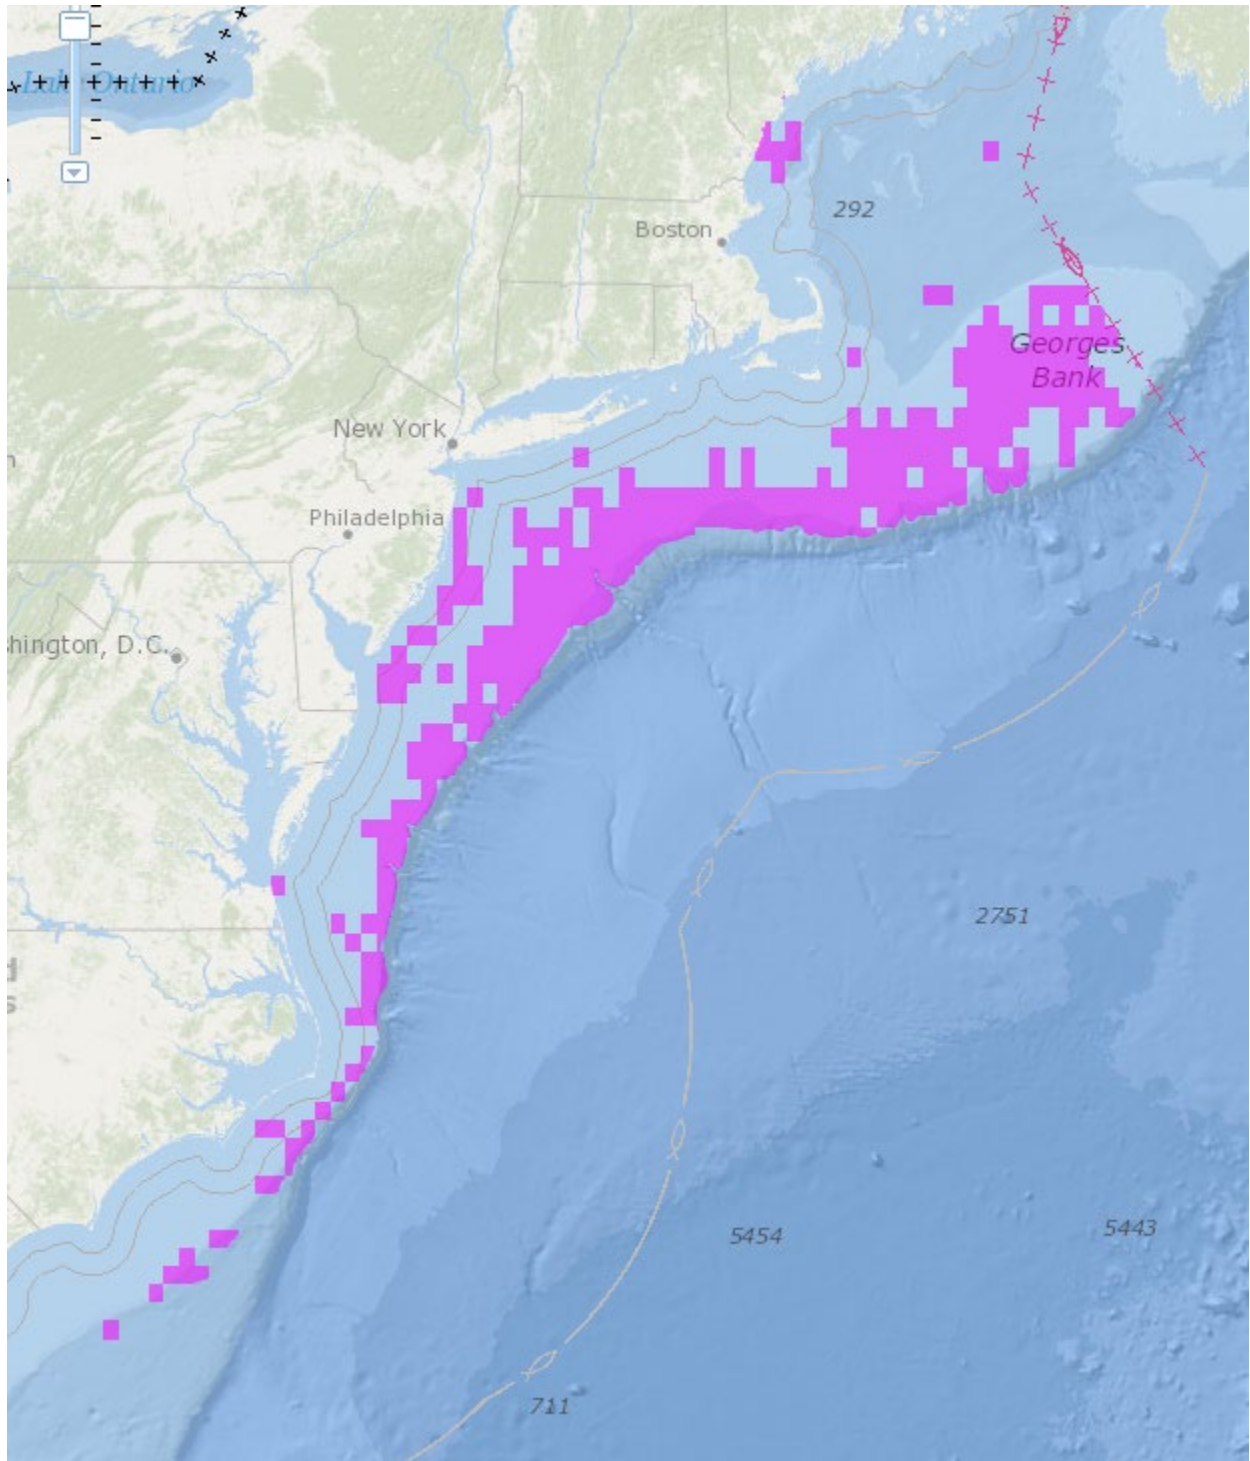 Lake Ontario
292
Boston
Georges
Bank
New York
Philadelphia
hington, D.C.
2751
5454
5443
711